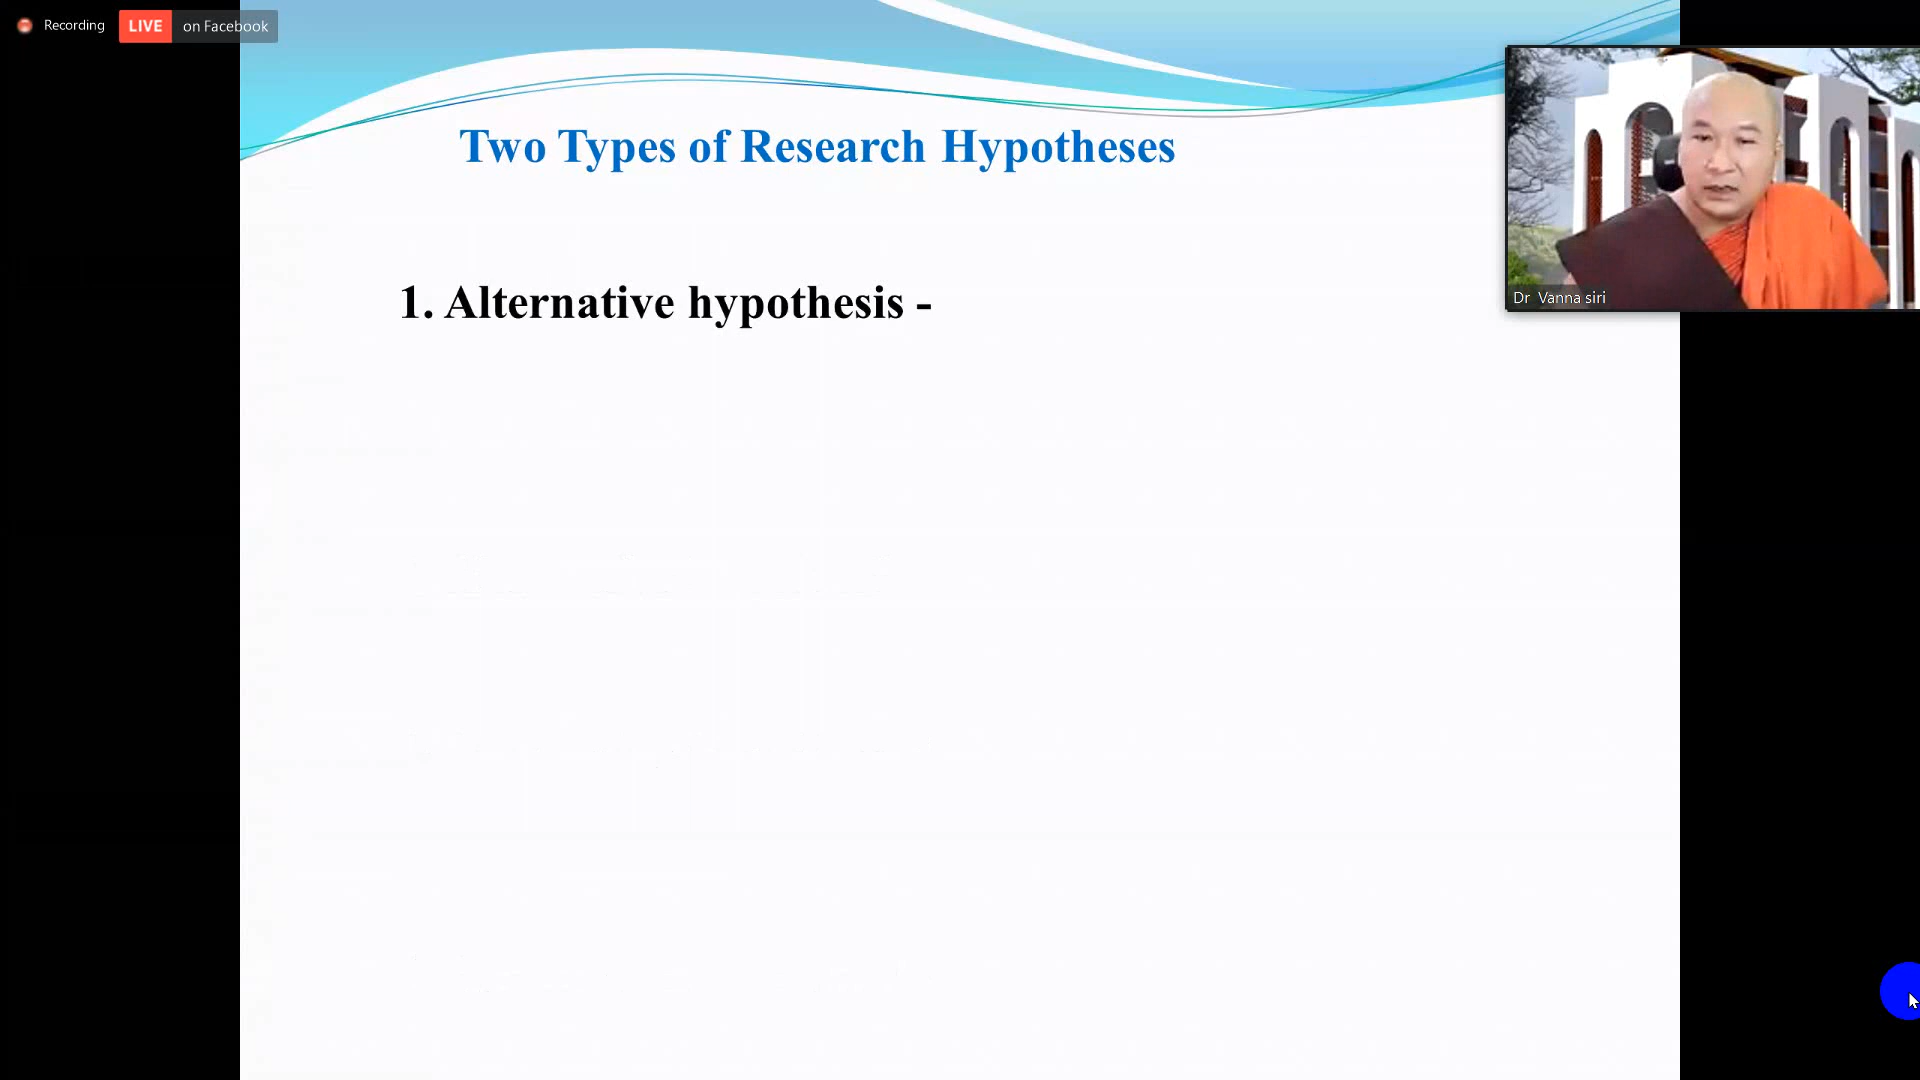 Recording
LIVE on Facebook
Two Types of Research Hypotheses
1. Alternative hypothesis -
Dr Vanna siri